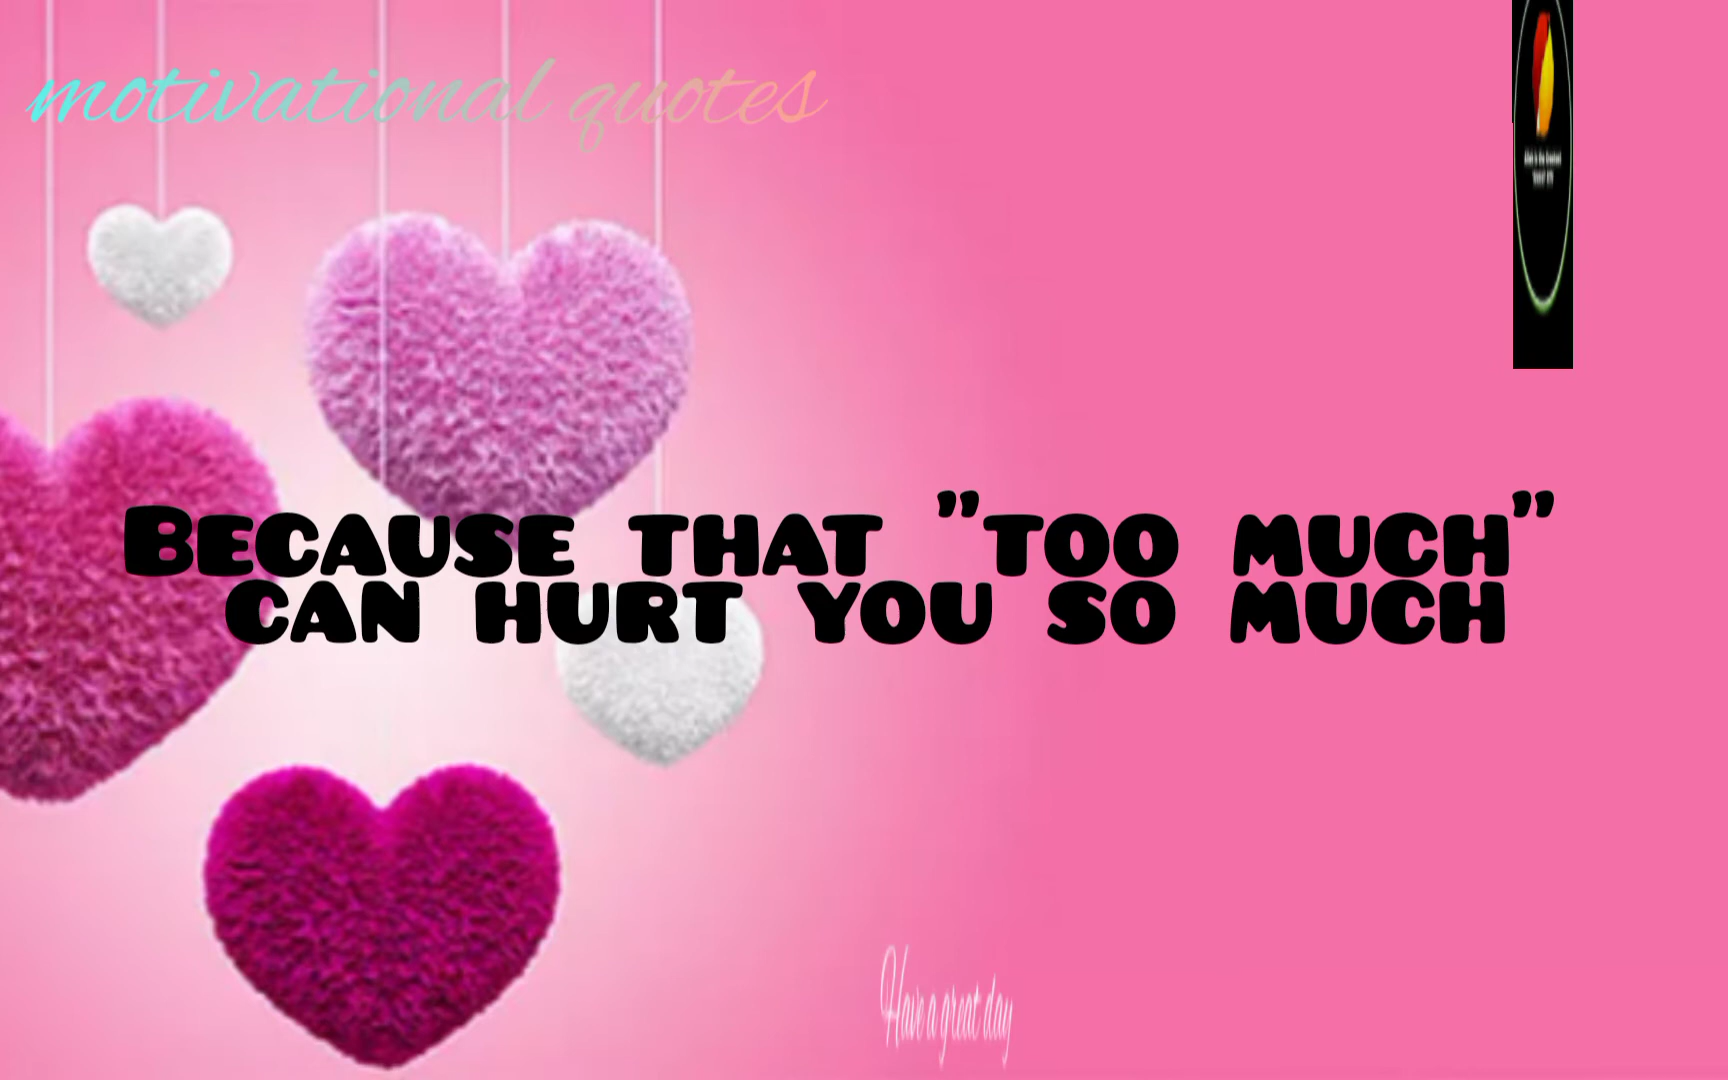 motivational quotes
Because that "too much"
can hurt you so much
Have a great day